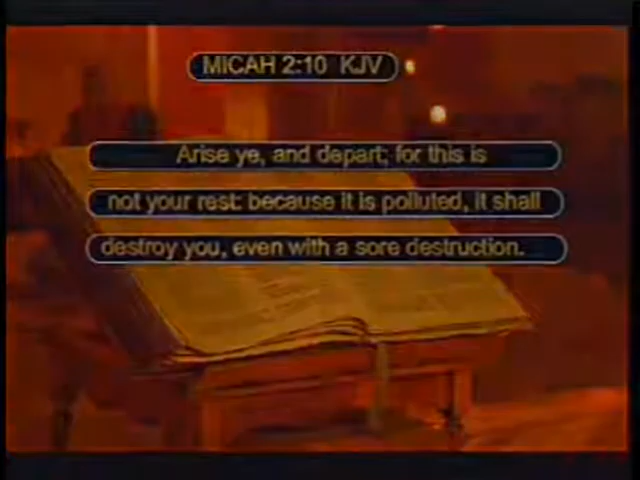 MICAH 2:10 KJV
Arise ye, and depart; for this is
not your rest: because it is polluted, it shall
destroy you, even with a sore destruction.